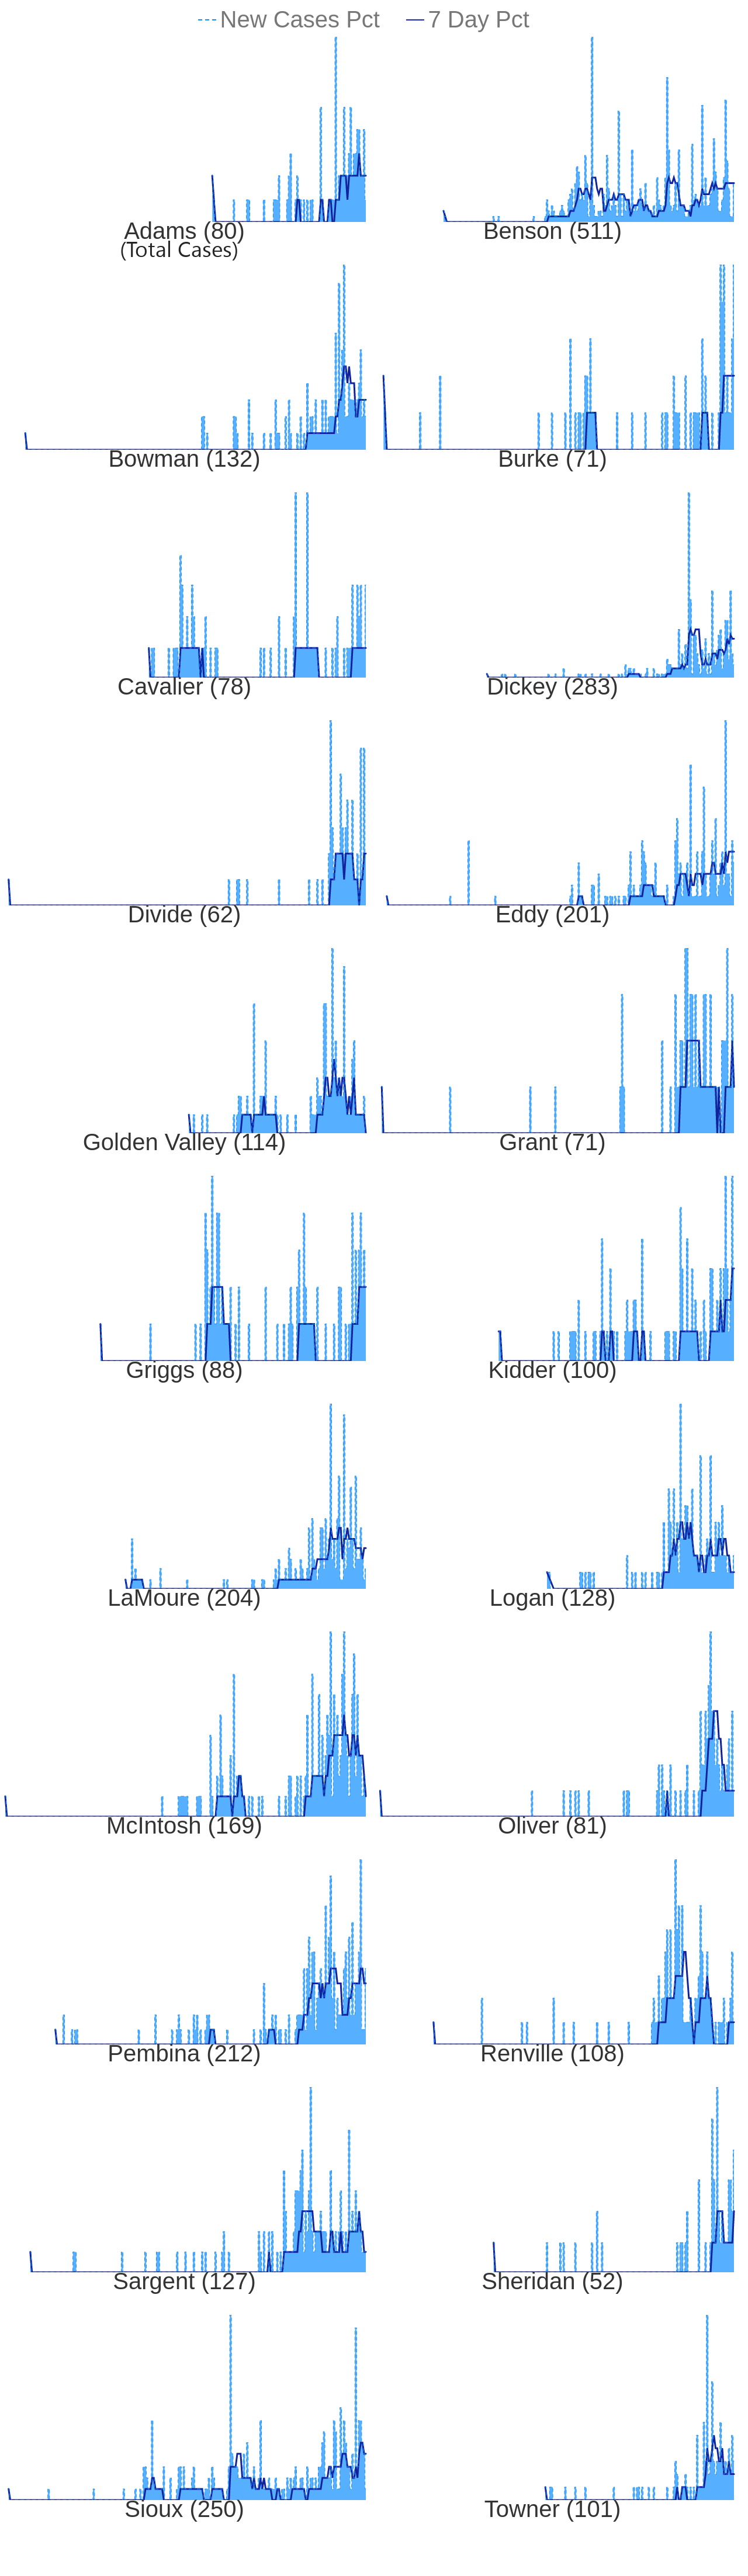 New Cases Pct 7 Day Pct
Adams (80) Benson (511)
(Total Cases)
Bowman (132) Burke (71)
Cavalier (78) Dickey (283)
Divide (62) Eddy (201)
Golden Valley (114) Grant (71)
Griggs (88) Kidder (100)
LaMoure (204) Logan (128)
McIntosh (169) Oliver (81)
Pembina (212) Renville (108)
Sargent (127) Sheridan (52)
Sioux (250) Towner (101)